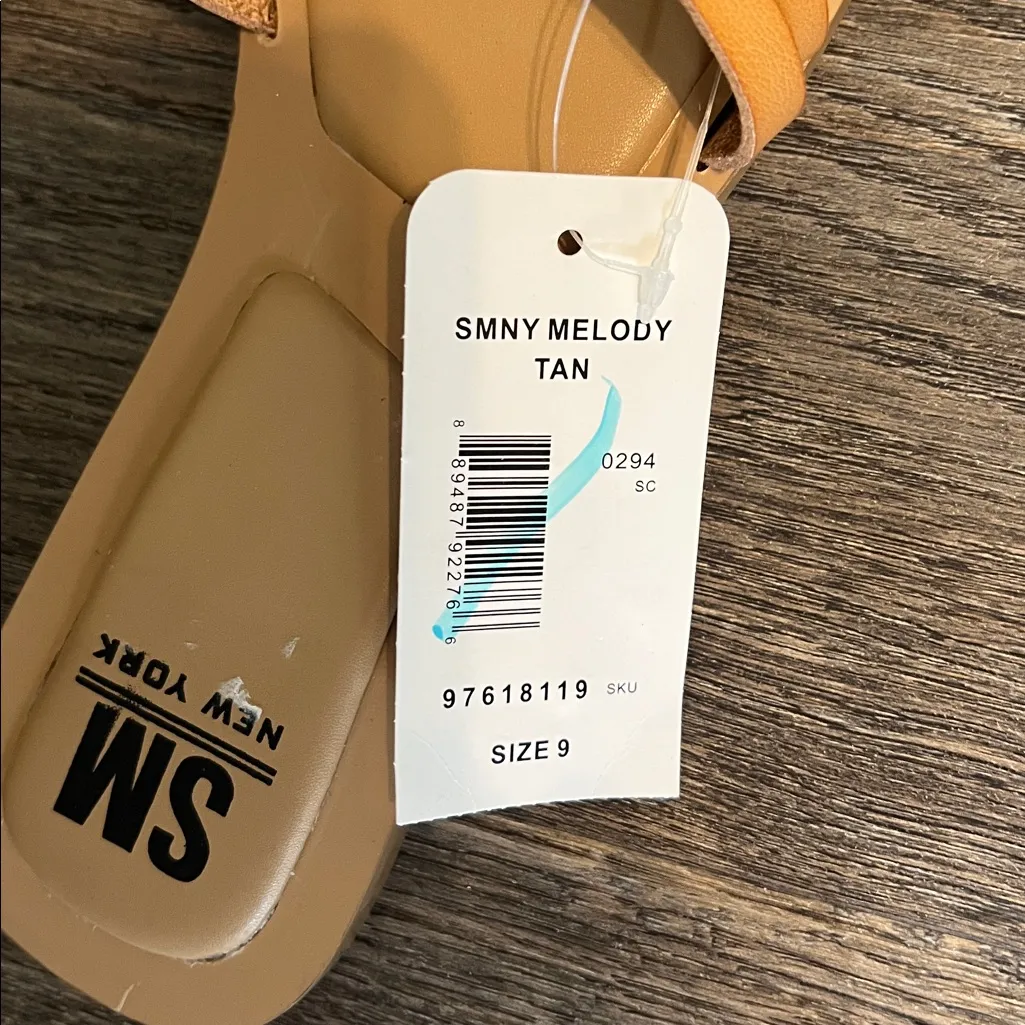 SMNY MELODY
TAN
0294
SC
8 89487 92276 6
97618119 SKU
SIZE 9
SM
NEW YORK